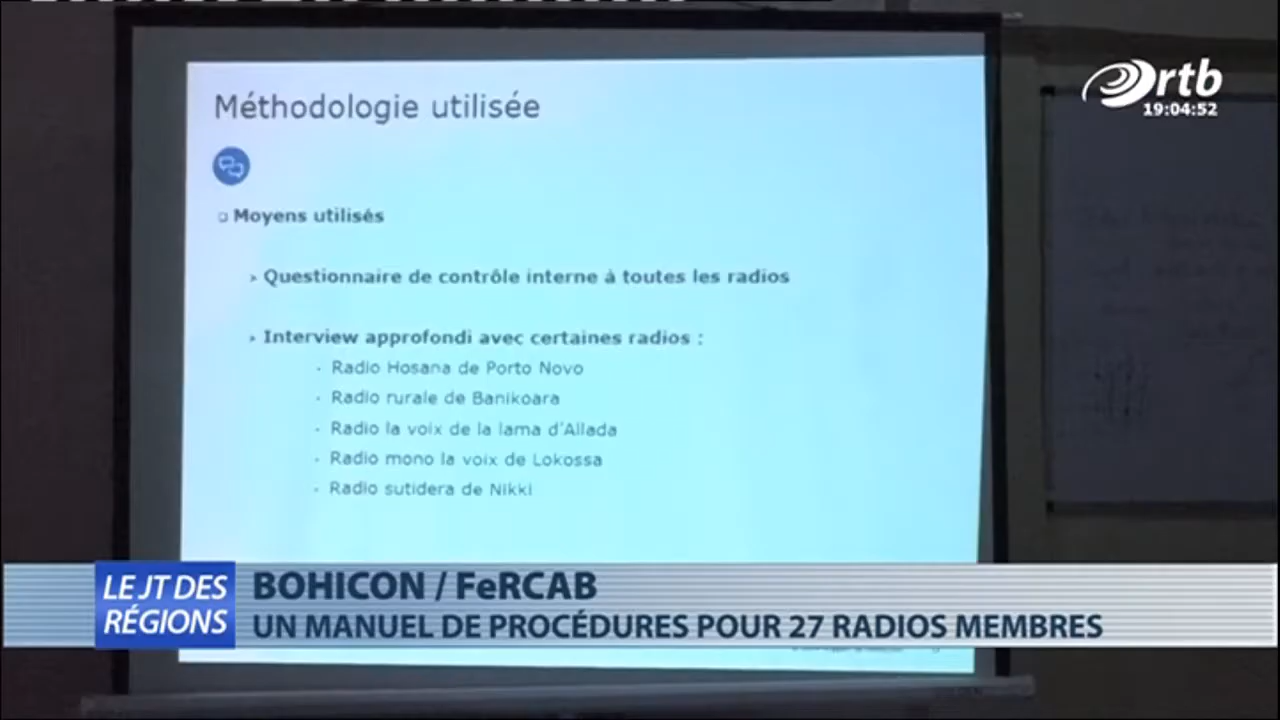 Méthodologie utilisée
Moyens utilisés
Questionnaire de contrôle interne à toutes les radios
Interview approfondi avec certaines radios :
- Radio Hosana de Porto Novo
- Radio rurale de Banikoara
- Radio la voix de la lama d'Allada
- Radio mono la voix de Lokossa
- Radio sutidera de Nikki
ortb
19:04:52
LE JT DES
RÉGIONS
BOHICON / FeRCAB
UN MANUEL DE PROCÉDURES POUR 27 RADIOS MEMBRES